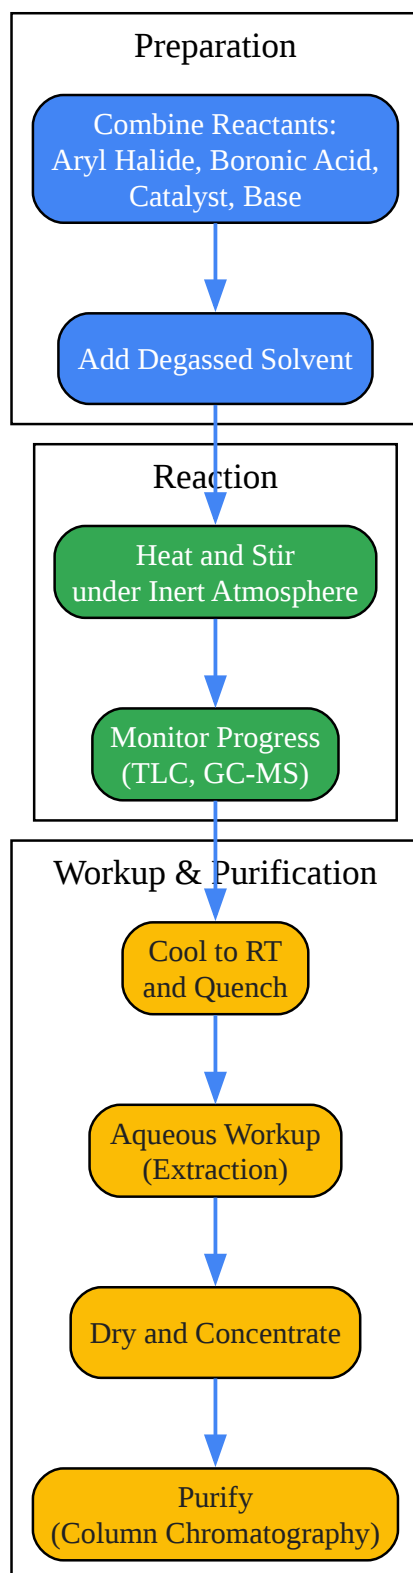 Preparation
Combine Reactants:
Aryl Halide, Boronic Acid,
Catalyst, Base
Add Degassed Solvent
Reaction
Heat and Stir
under Inert Atmosphere
Monitor Progress
(TLC, GC-MS)
Workup & Purification
Cool to RT
and Quench
Aqueous Workup
(Extraction)
Dry and Concentrate
Purify
(Column Chromatography)